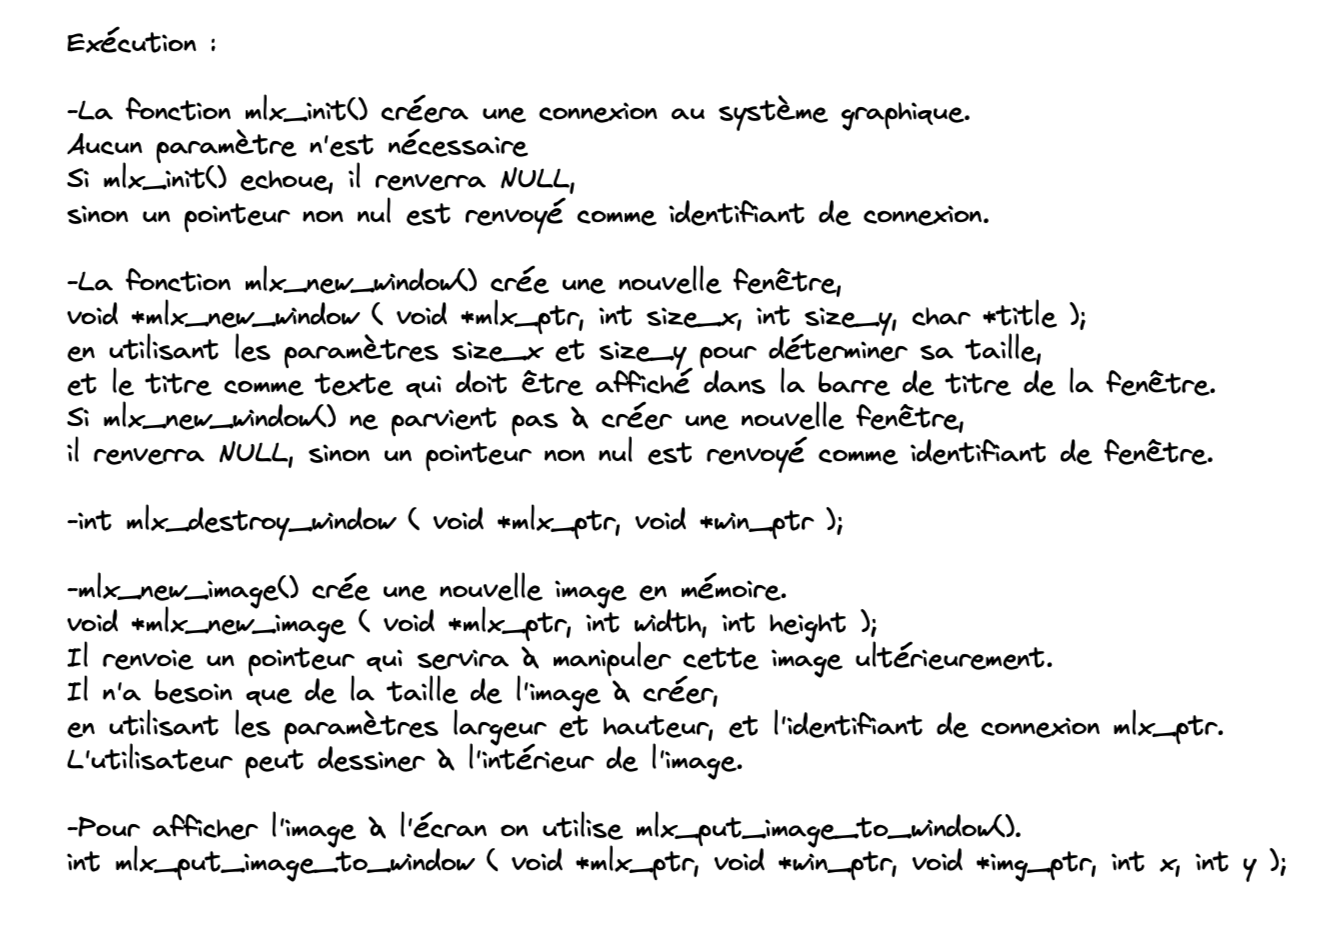 Exécution :
-La fonction mlx_init() créera une connexion au système graphique.
Aucun paramètre n'est nécessaire
Si mlx_init() echoue, il renverra NULL,
sinon un pointeur non nul est renvoyé comme identifiant de connexion.
-La fonction mlx_new_window() crée une nouvelle fenêtre,
void *mlx_new_window ( void *mlx_ptr, int size_x, int size_y, char *title );
en utilisant les paramètres size_x et size_y pour déterminer sa taille,
et le titre comme texte qui doit être affiché dans la barre de titre de la fenêtre.
Si mlx_new_window() ne parvient pas à créer une nouvelle fenêtre,
il renverra NULL, sinon un pointeur non nul est renvoyé comme identifiant de fenêtre.
-int mlx_destroy_window ( void *mlx_ptr, void *win_ptr );
-mlx_new_image() crée une nouvelle image en mémoire.
void *mlx_new_image ( void *mlx_ptr, int width, int height );
Il renvoie un pointeur qui servira à manipuler cette image ultérieurement.
Il n'a besoin que de la taille de l'image à créer,
en utilisant les paramètres largeur et hauteur, et l'identifiant de connexion mlx_ptr.
L'utilisateur peut dessiner à l'intérieur de l'image.
-Pour afficher l'image à l'écran on utilise mlx_put_image_to_window().
int mlx_put_image_to_window ( void *mlx_ptr, void *win_ptr, void *img_ptr, int x, int y );